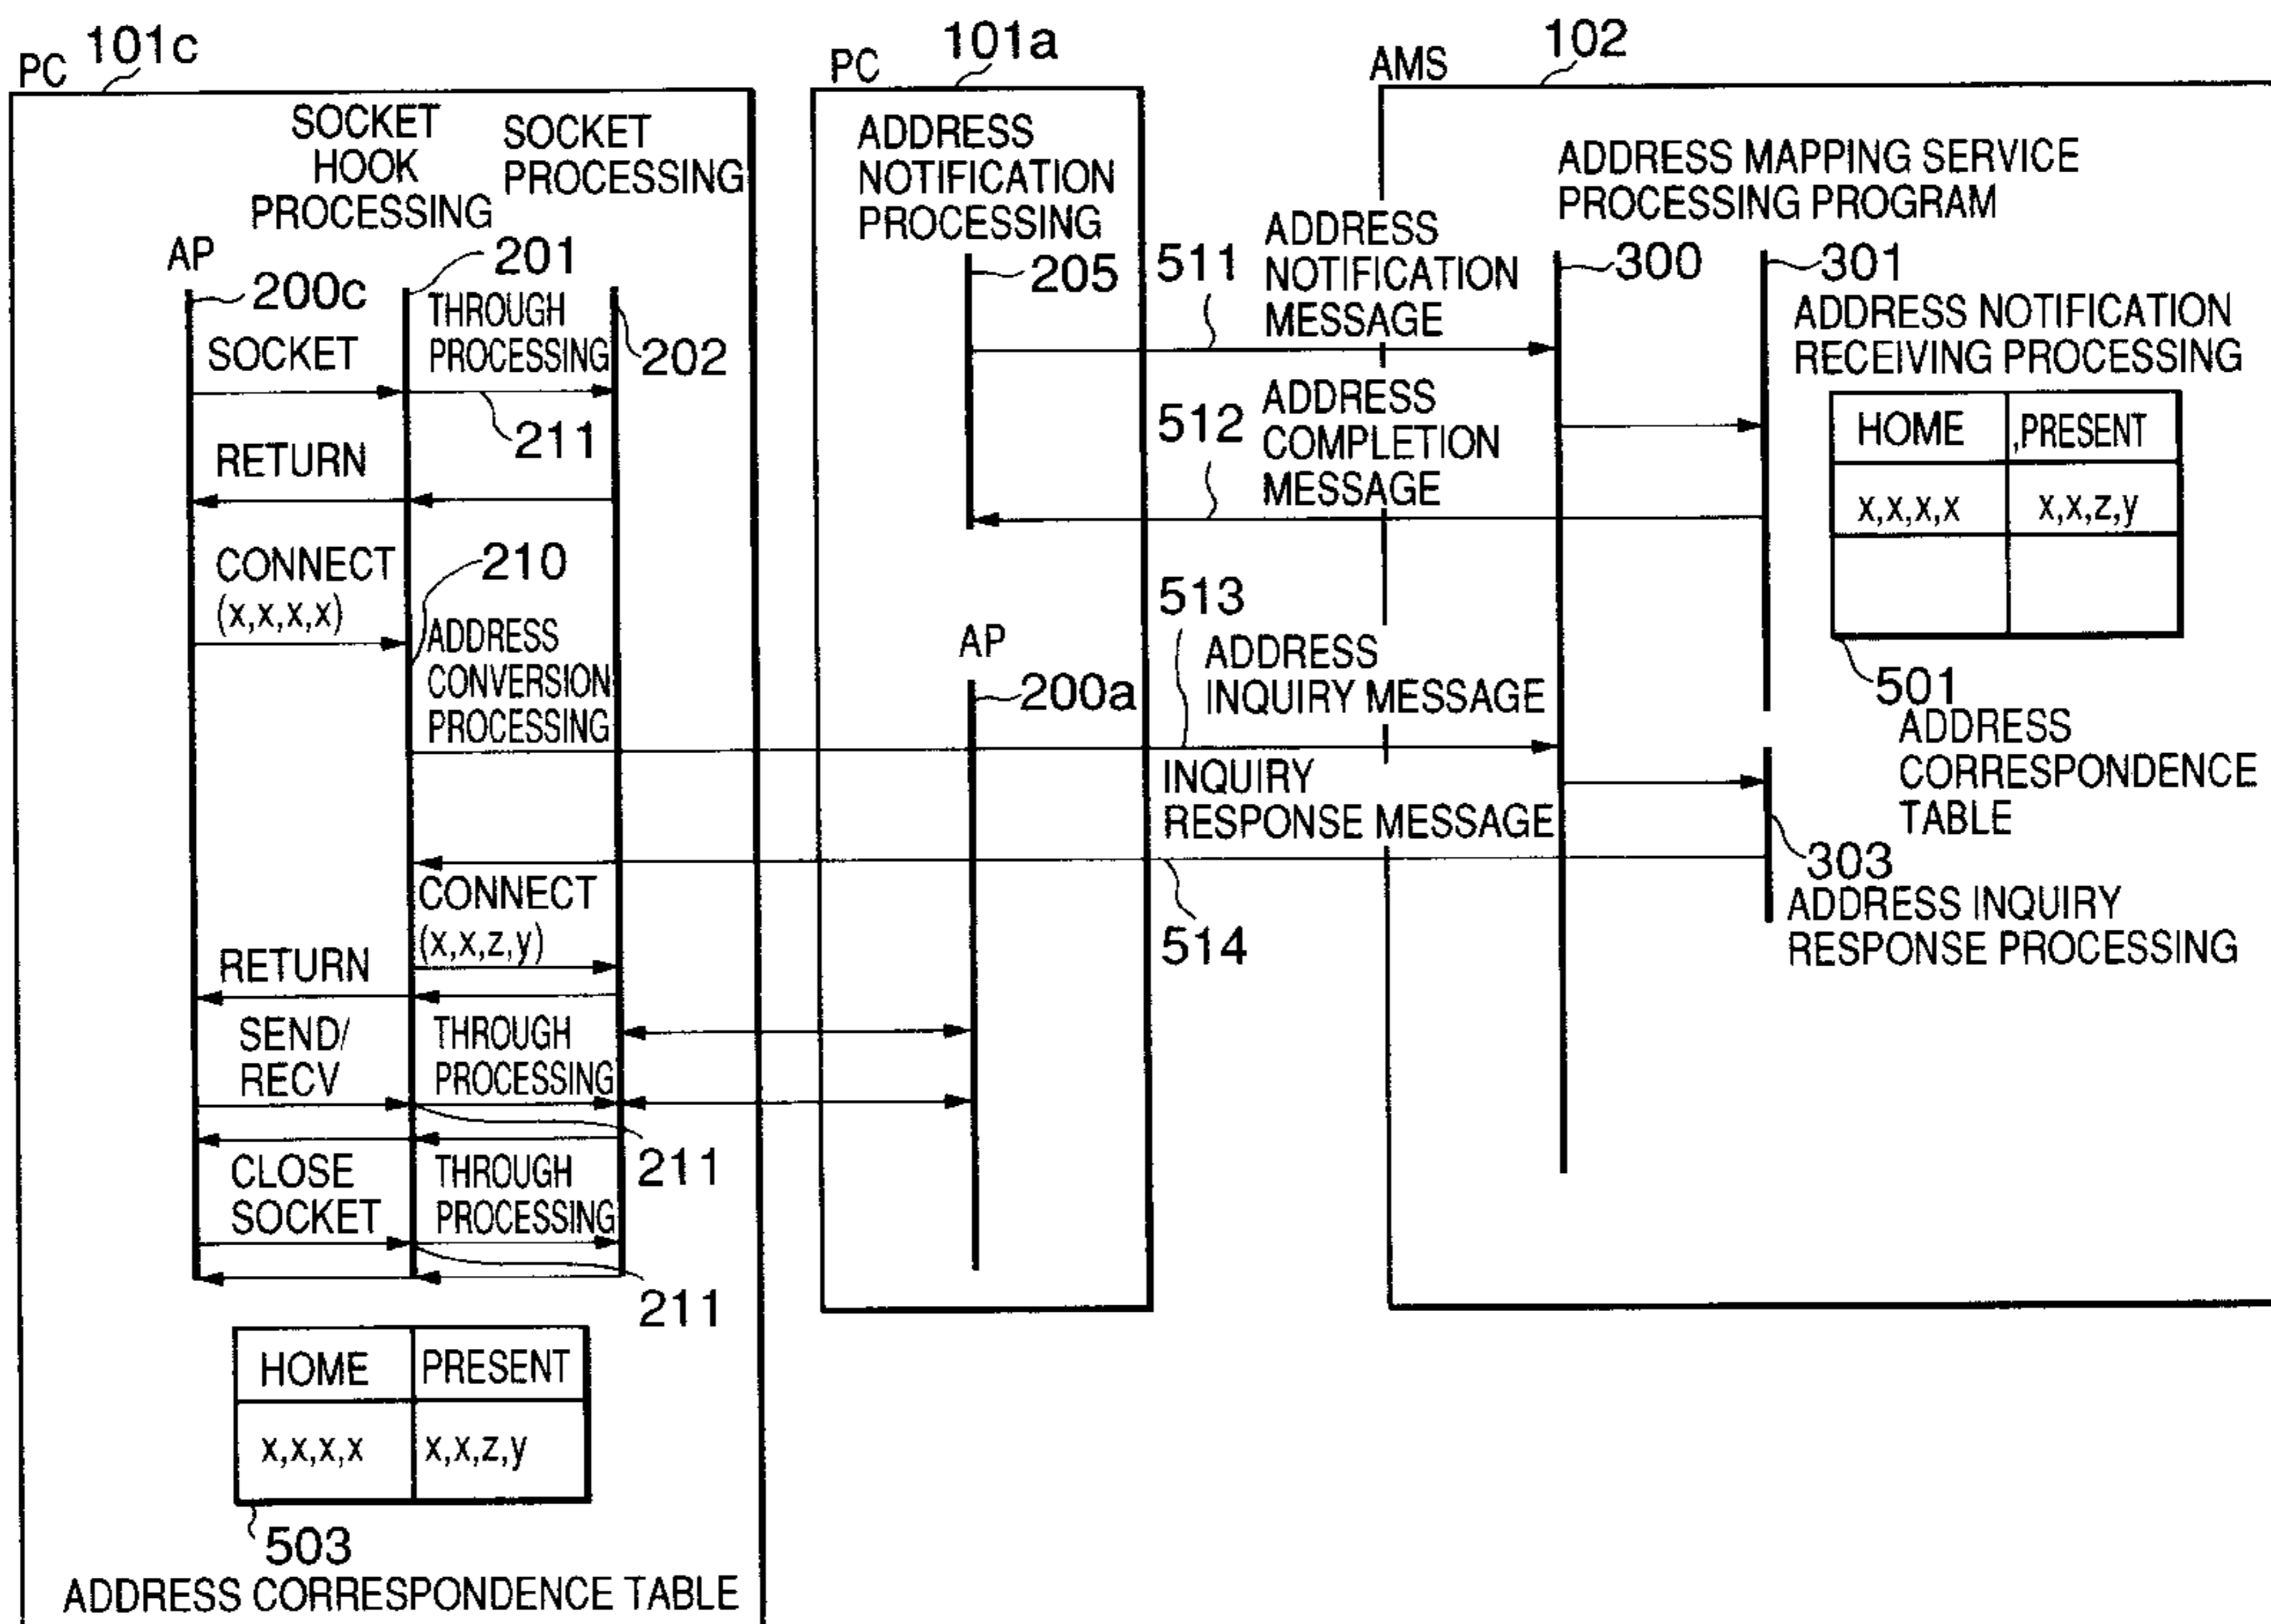 PC 101c
SOCKET
HOOK
PROCESSING
SOCKET
PROCESSING
AP
200c
201
202
SOCKET
THROUGH
PROCESSING
211
RETURN
CONNECT
(x,x,x,x)
210
ADDRESS
CONVERSION
PROCESSING
CONNECT
(x,x,z,y)
RETURN
SEND/
RECV
THROUGH
PROCESSING
211
CLOSE
SOCKET
THROUGH
PROCESSING
211
HOME PRESENT
x,x,x,x x,x,z,y
503
ADDRESS CORRESPONDENCE TABLE
PC 101a
ADDRESS
NOTIFICATION
PROCESSING
205
AP
200a
511
ADDRESS
NOTIFICATION
MESSAGE
512
ADDRESS
COMPLETION
MESSAGE
513
ADDRESS
INQUIRY MESSAGE
INQUIRY
RESPONSE MESSAGE
514
AMS 102
ADDRESS MAPPING SERVICE
PROCESSING PROGRAM
300
301
ADDRESS NOTIFICATION
RECEIVING PROCESSING
HOME ,PRESENT
x,x,x,x x,x,z,y
501
ADDRESS
CORRESPONDENCE
TABLE
303
ADDRESS INQUIRY
RESPONSE PROCESSING